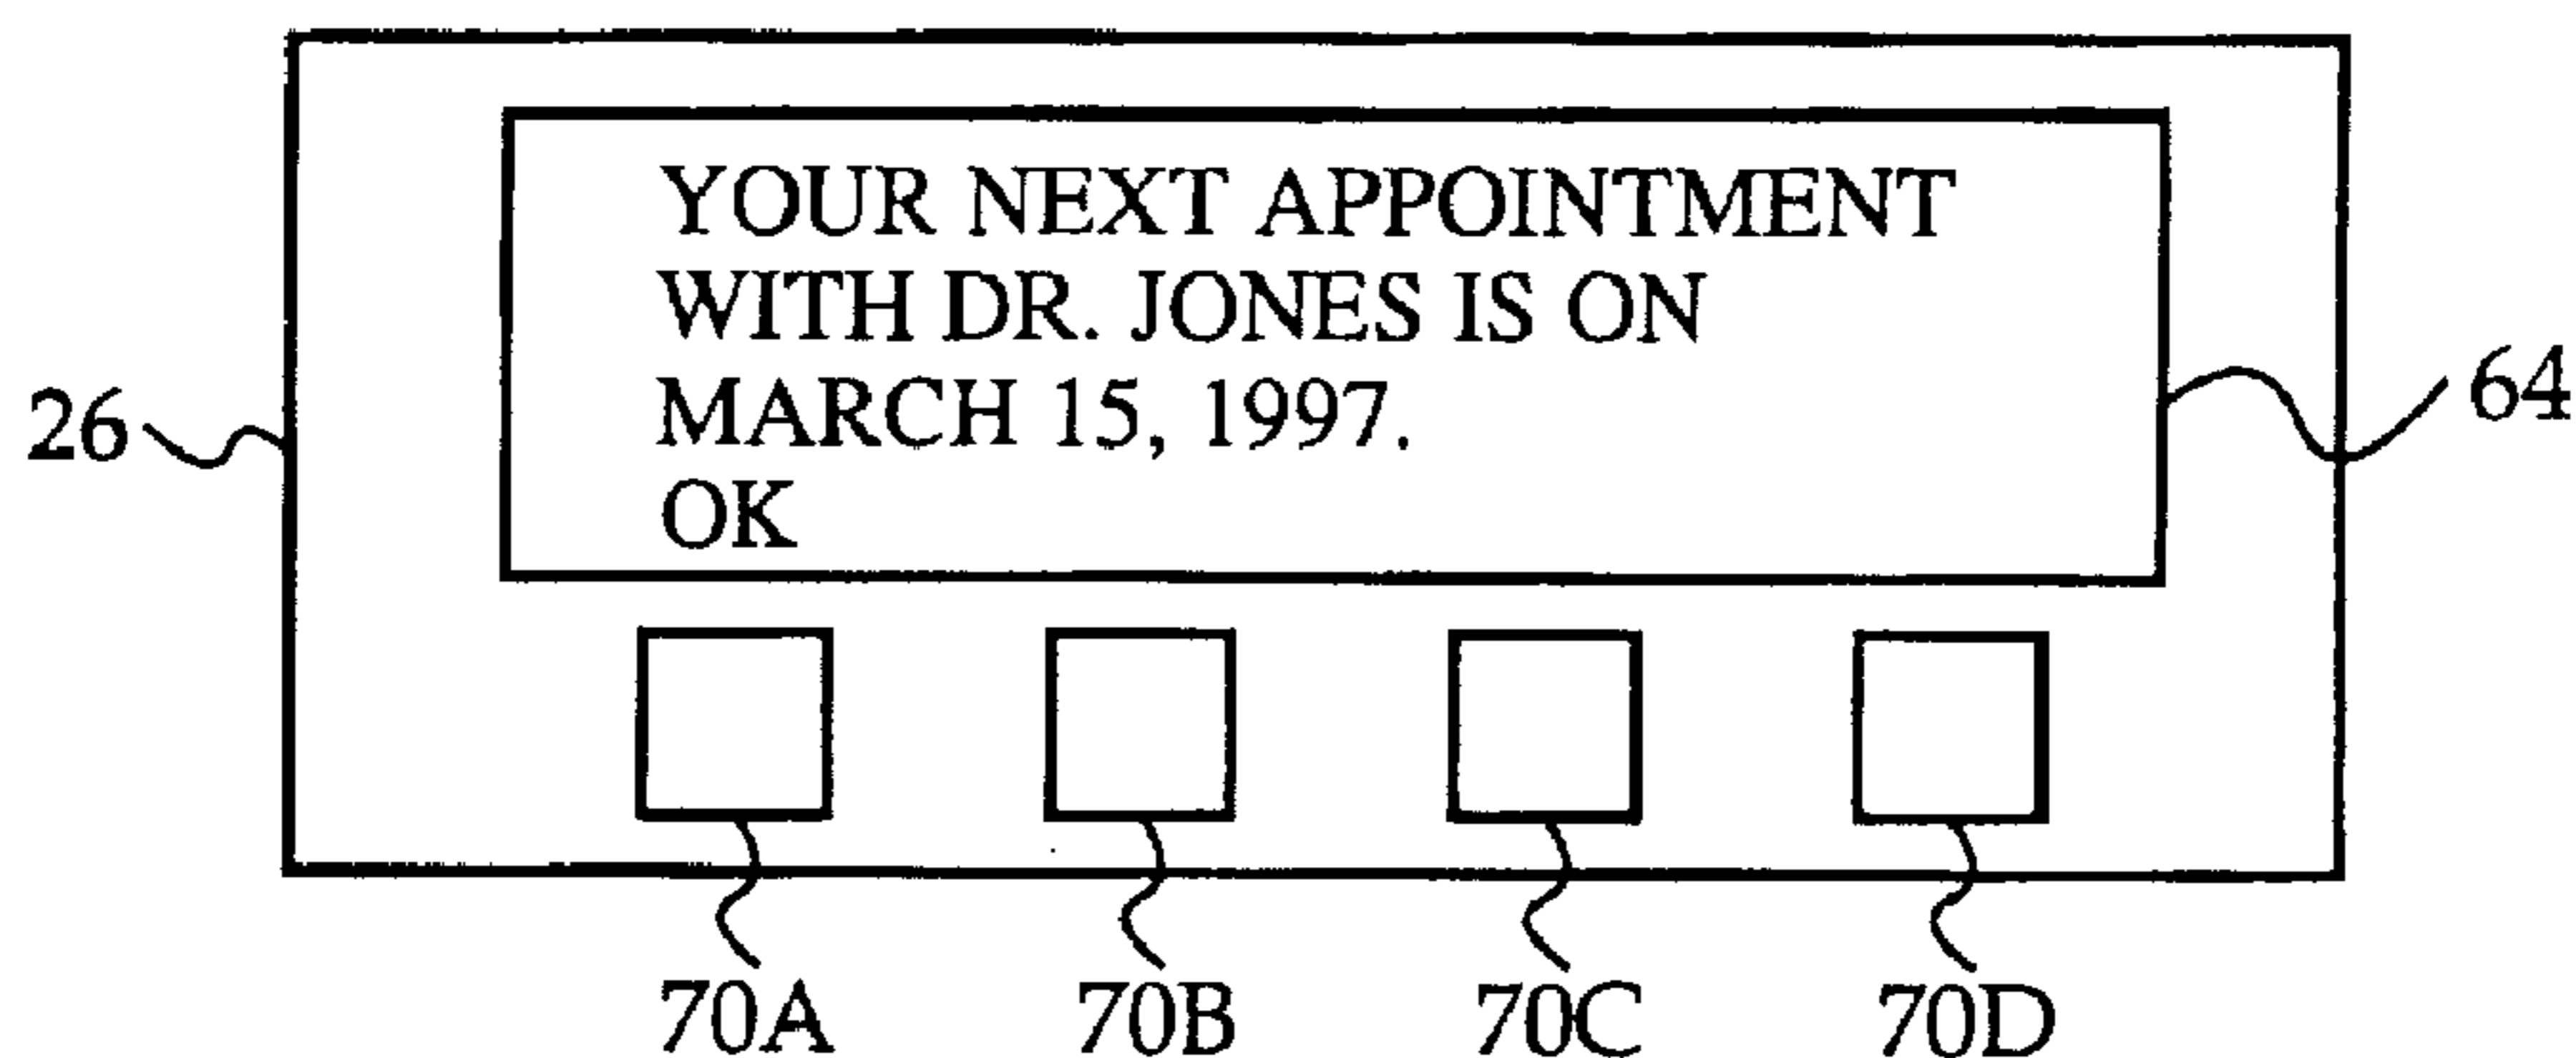 YOUR NEXT APPOINTMENT
WITH DR. JONES IS ON
MARCH 15, 1997.
OK
26
64
70A
70B
70C
70D